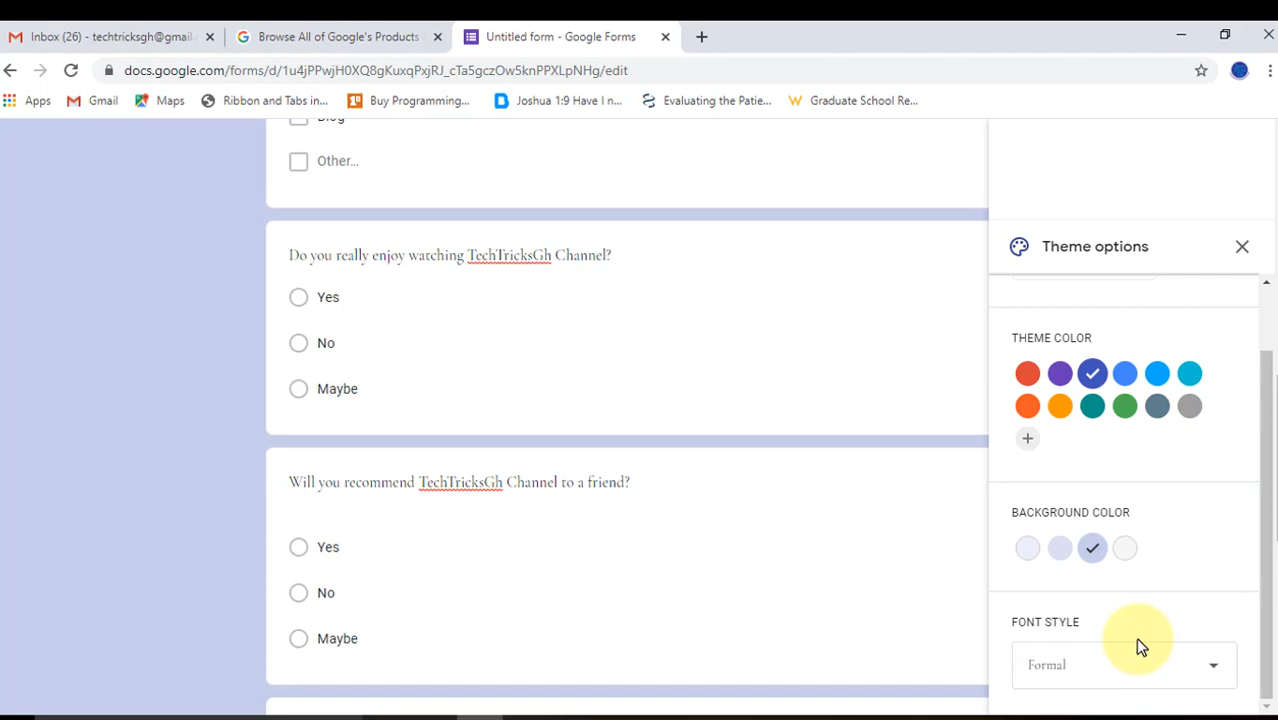 Inbox (26) - techtricksgh@gmail.
Browse All of Google's Products
Untitled form - Google Forms
docs.google.com/forms/d/1u4jPPwjH0XQ8gKuxqPxjRJ_cTa5gczOw5knPPXLpNHg/edit
Apps
Gmail
Maps
Ribbon and Tabs in...
Buy Programming...
Joshua 1:9 Have I n...
Evaluating the Patie...
Graduate School Re...
Blog
Other...
Do you really enjoy watching TechTricksGh Channel?
Yes
No
Maybe
Will you recommend TechTricksGh Channel to a friend?
Yes
No
Maybe
Theme options
THEME COLOR
BACKGROUND COLOR
FONT STYLE
Formal